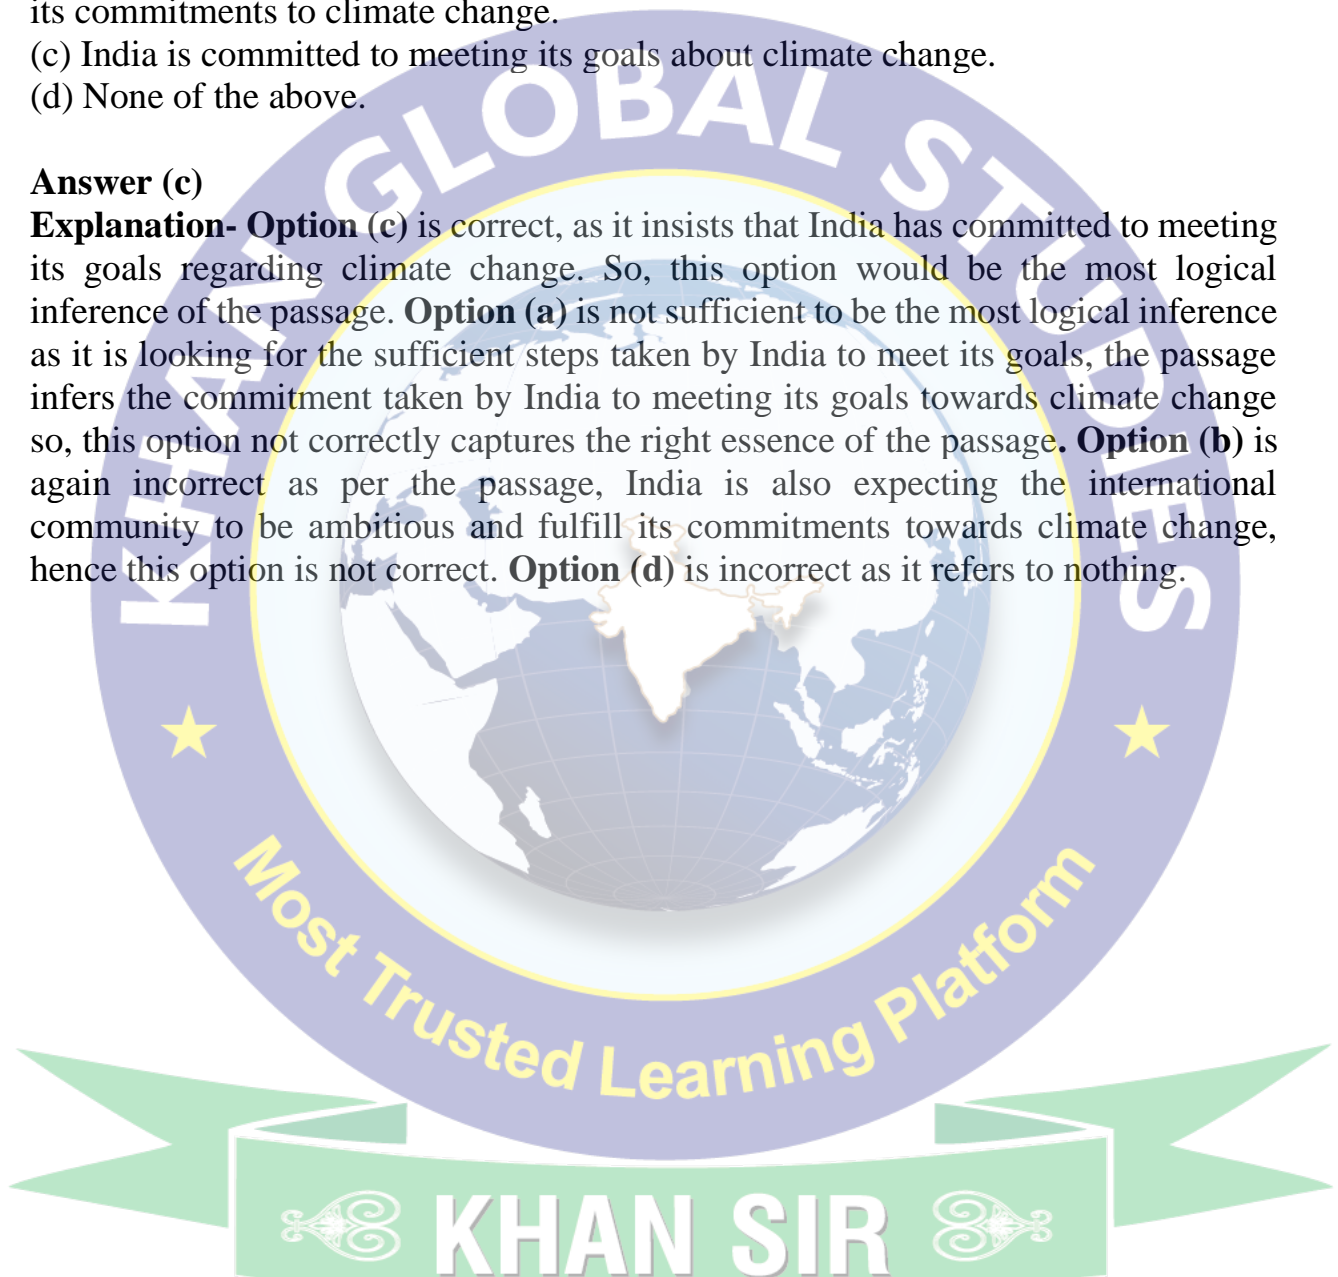 its commitments to climate change.
(c) India is committed to meeting its goals about climate change.
(d) None of the above.
Answer (c)
Explanation- Option (c) is correct, as it insists that India has committed to meeting
its goals regarding climate change. So, this option would be the most logical
inference of the passage. Option (a) is not sufficient to be the most logical inference
as it is looking for the sufficient steps taken by India to meet its goals, the passage
infers the commitment taken by India to meeting its goals towards climate change
so, this option not correctly captures the right essence of the passage. Option (b) is
again incorrect as per the passage, India is also expecting the international
community to be ambitious and fulfill its commitments towards climate change,
hence this option is not correct. Option (d) is incorrect as it refers to nothing.
KHAN GLOBAL STUDIES
Most Trusted Learning Platform
KHAN SIR